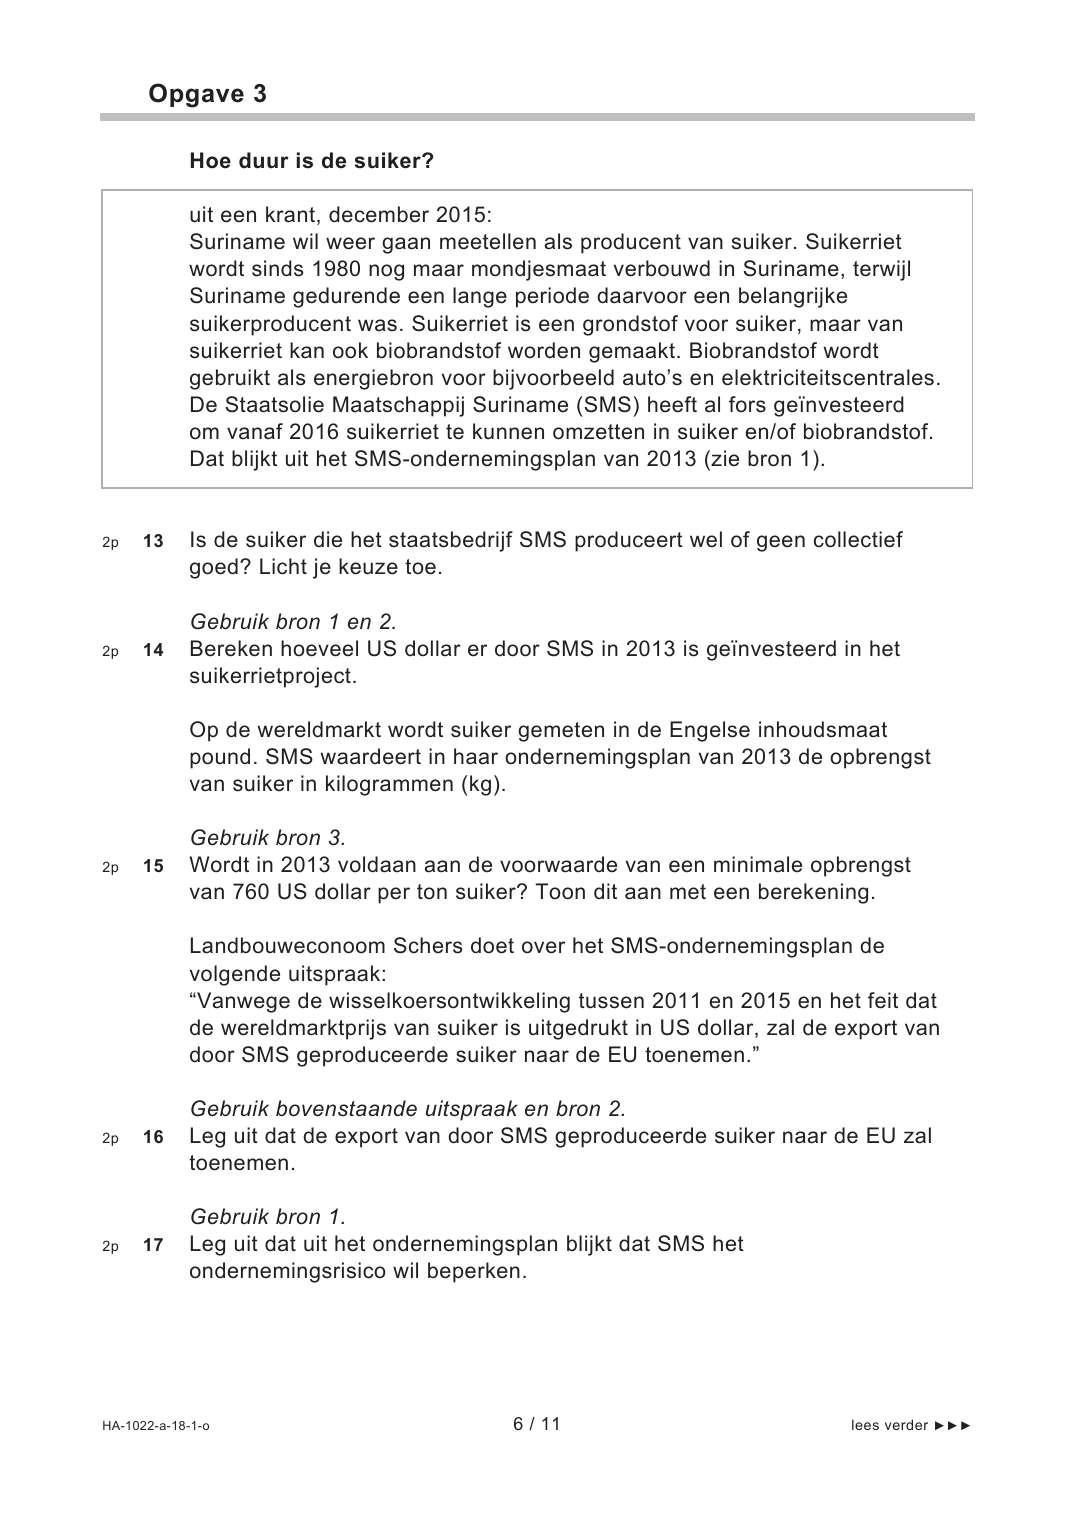 Opgave 3
Hoe duur is de suiker?
uit een krant, december 2015:
Suriname wil weer gaan meetellen als producent van suiker. Suikerriet
wordt sinds 1980 nog maar mondjesmaat verbouwd in Suriname, terwijl
Suriname gedurende een lange periode daarvoor een belangrijke
suikerproducent was. Suikerriet is een grondstof voor suiker, maar van
suikerriet kan ook biobrandstof worden gemaakt. Biobrandstof wordt
gebruikt als energiebron voor bijvoorbeeld auto’s en elektriciteitscentrales.
De Staatsolie Maatschappij Suriname (SMS) heeft al fors geïnvesteerd
om vanaf 2016 suikerriet te kunnen omzetten in suiker en/of biobrandstof.
Dat blijkt uit het SMS-ondernemingsplan van 2013 (zie bron 1).
2p 13 Is de suiker die het staatsbedrijf SMS produceert wel of geen collectief
goed? Licht je keuze toe.
Gebruik bron 1 en 2.
2p 14 Bereken hoeveel US dollar er door SMS in 2013 is geïnvesteerd in het
suikerrietproject.
Op de wereldmarkt wordt suiker gemeten in de Engelse inhoudsmaat
pound. SMS waardeert in haar ondernemingsplan van 2013 de opbrengst
van suiker in kilogrammen (kg).
Gebruik bron 3.
2p 15 Wordt in 2013 voldaan aan de voorwaarde van een minimale opbrengst
van 760 US dollar per ton suiker? Toon dit aan met een berekening.
Landbouweconoom Schers doet over het SMS-ondernemingsplan de
volgende uitspraak:
“Vanwege de wisselkoersontwikkeling tussen 2011 en 2015 en het feit dat
de wereldmarktprijs van suiker is uitgedrukt in US dollar, zal de export van
door SMS geproduceerde suiker naar de EU toenemen.”
Gebruik bovenstaande uitspraak en bron 2.
2p 16 Leg uit dat de export van door SMS geproduceerde suiker naar de EU zal
toenemen.
Gebruik bron 1.
2p 17 Leg uit dat uit het ondernemingsplan blijkt dat SMS het
ondernemingsrisico wil beperken.
HA-1022-a-18-1-o 6 / 11 lees verder ►►►